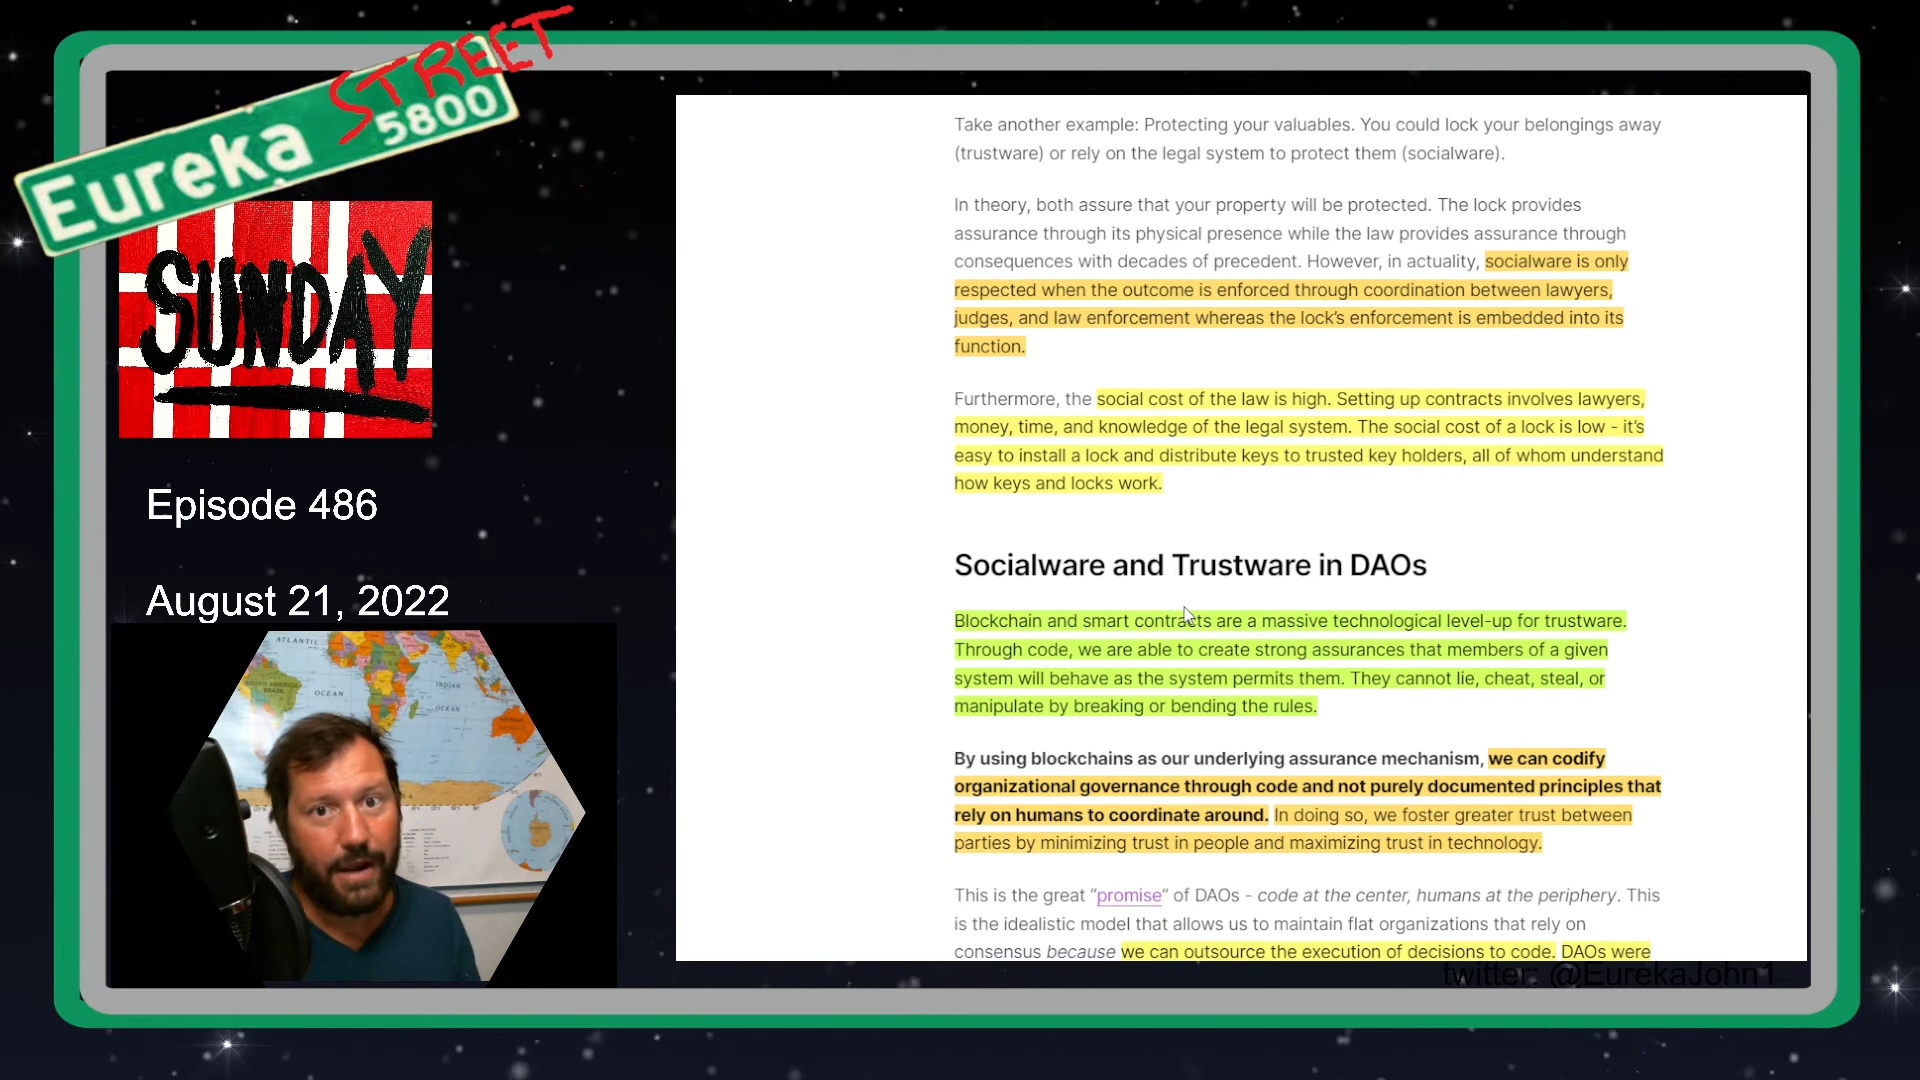 Eureka
STREET
5800
SUNDAY
Episode 486
August 21, 2022
ATLANTIC
OCEAN
INDIAN
OCEAN
Take another example: Protecting your valuables. You could lock your belongings away
(trustware) or rely on the legal system to protect them (socialware).
In theory, both assure that your property will be protected. The lock provides
assurance through its physical presence while the law provides assurance through
consequences with decades of precedent. However, in actuality, socialware is only
respected when the outcome is enforced through coordination between lawyers,
judges, and law enforcement whereas the lock’s enforcement is embedded into its
function.
Furthermore, the social cost of the law is high. Setting up contracts involves lawyers,
money, time, and knowledge of the legal system. The social cost of a lock is low - it’s
easy to install a lock and distribute keys to trusted key holders, all of whom understand
how keys and locks work.
Socialware and Trustware in DAOs
Blockchain and smart contracts are a massive technological level-up for trustware.
Through code, we are able to create strong assurances that members of a given
system will behave as the system permits them. They cannot lie, cheat, steal, or
manipulate by breaking or bending the rules.
By using blockchains as our underlying assurance mechanism, we can codify
organizational governance through code and not purely documented principles that
rely on humans to coordinate around. In doing so, we foster greater trust between
parties by minimizing trust in people and maximizing trust in technology.
This is the great “promise” of DAOs - code at the center, humans at the periphery. This
is the idealistic model that allows us to maintain flat organizations that rely on
consensus because we can outsource the execution of decisions to code. DAOs were
twitter: @EurekaJohn1